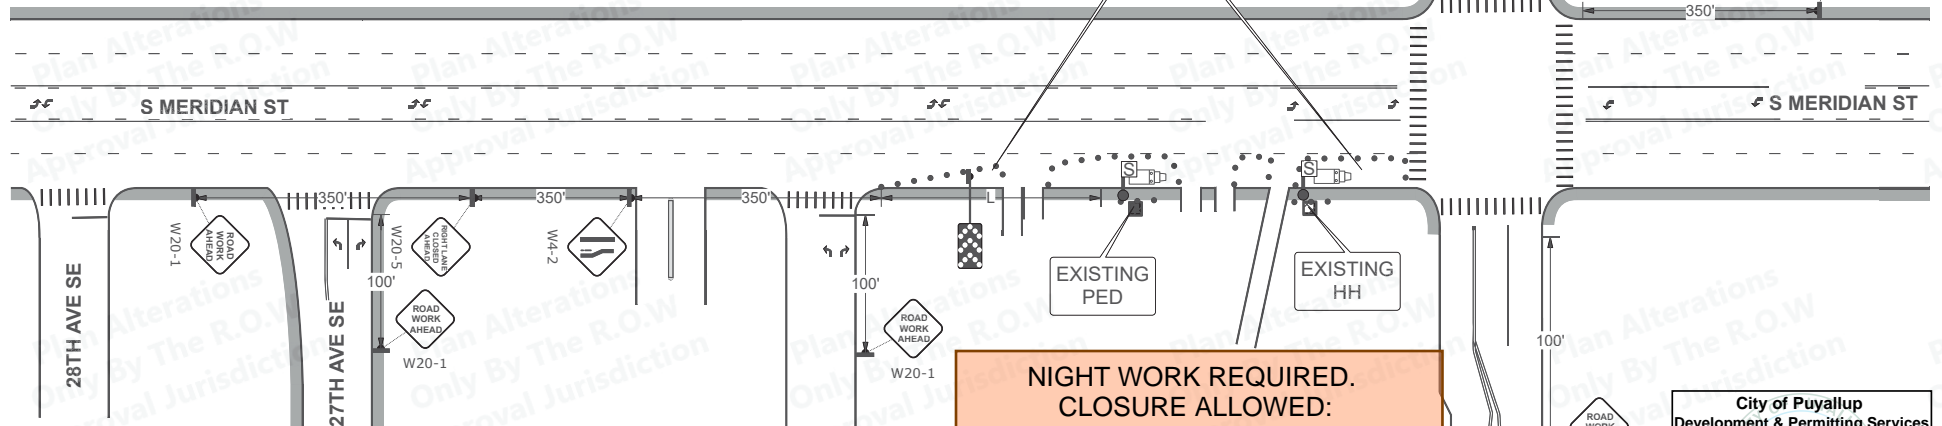 350'
S MERIDIAN ST
S MERIDIAN ST
S
S
350'
350'
350'
L
W20-1
ROAD
WORK
AHEAD
W20-5
RIGHT LANE
CLOSED
AHEAD
W4-2
100'
100'
100'
28TH AVE SE
27TH AVE SE
ROAD
WORK
AHEAD
W20-1
ROAD
WORK
AHEAD
W20-1
EXISTING
PED
EXISTING
HH
NIGHT WORK REQUIRED.
CLOSURE ALLOWED:
ROAD
City of Puyallup
Development & Permitting Services
Plan Alterations
Only By The R.O.W
Approval Jurisdiction